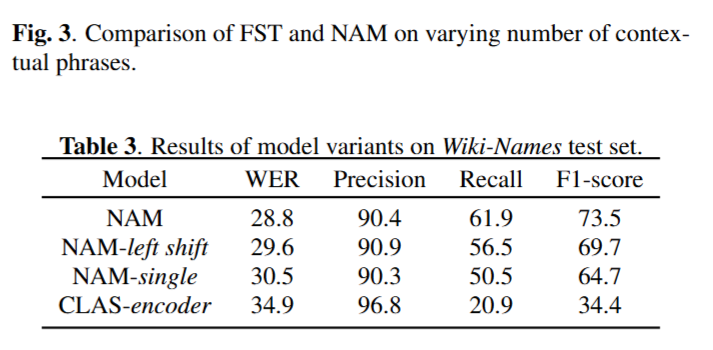 Fig. 3. Comparison of FST and NAM on varying number of contex-
tual phrases.
Table 3. Results of model variants on Wiki-Names test set.
Model WER Precision Recall F1-score
NAM 28.8 90.4 61.9 73.5
NAM-left shift 29.6 90.9 56.5 69.7
NAM-single 30.5 90.3 50.5 64.7
CLAS-encoder 34.9 96.8 20.9 34.4